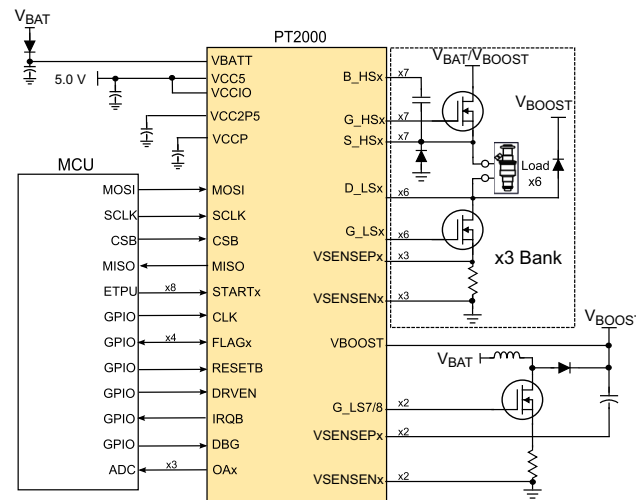 VBAT
PT2000
VBATT
5.0 V
VCC5
VCCIO
VCC2P5
VCCP
B_HSx x7
VBAT/VBOOST
G_HSx x7
S_HSx x7
VBOOST
Load
x6
D_LSx x6
G_LSx x6
VSENSEPx x3
x3 Bank
VSENSENx x3
MCU
MOSI MOSI
SCLK SCLK
CSB CSB
MISO MISO
ETPU x8 STARTx
GPIO CLK
GPIO x4 FLAGx
GPIO RESETB
GPIO DRVEN
GPIO IRQB
GPIO DBG
ADC x3 OAx
VBOOST
VBOOST
VBAT
G_LS7/8 x2
VSENSEPx x2
VSENSENx x2